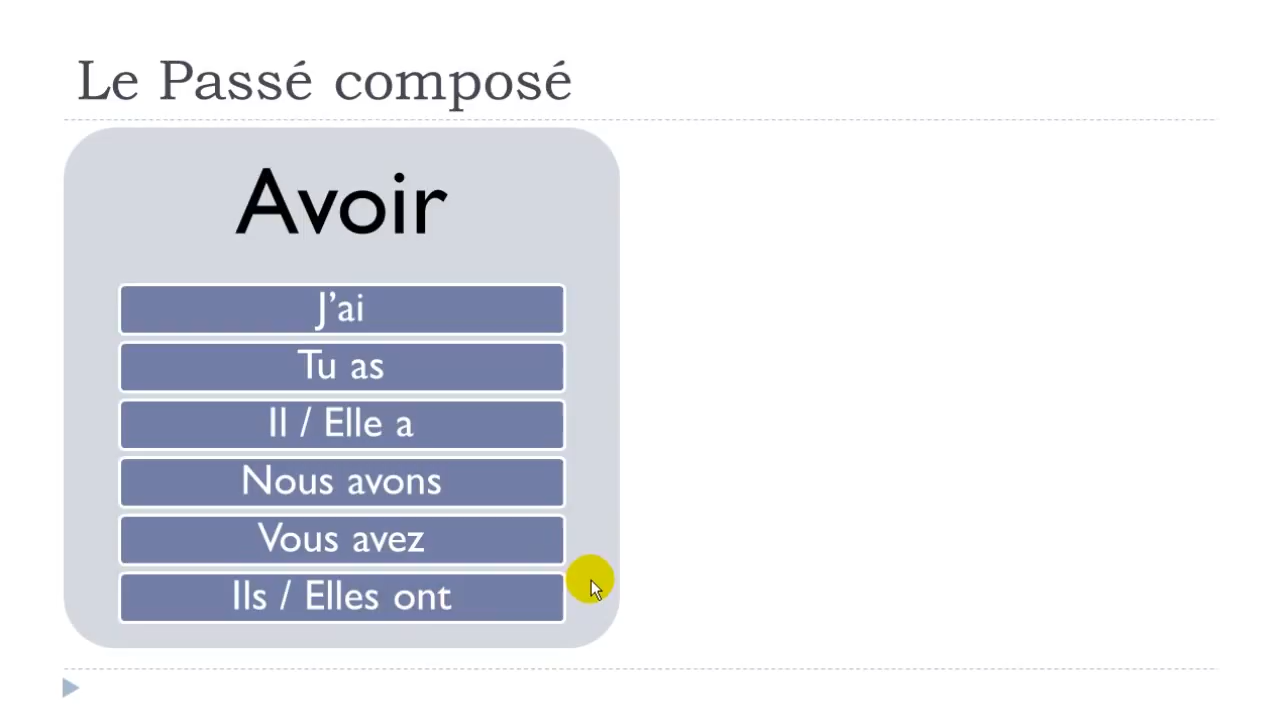 Le Passé composé
Avoir
J’ai
Tu as
Il / Elle a
Nous avons
Vous avez
Ils / Elles ont